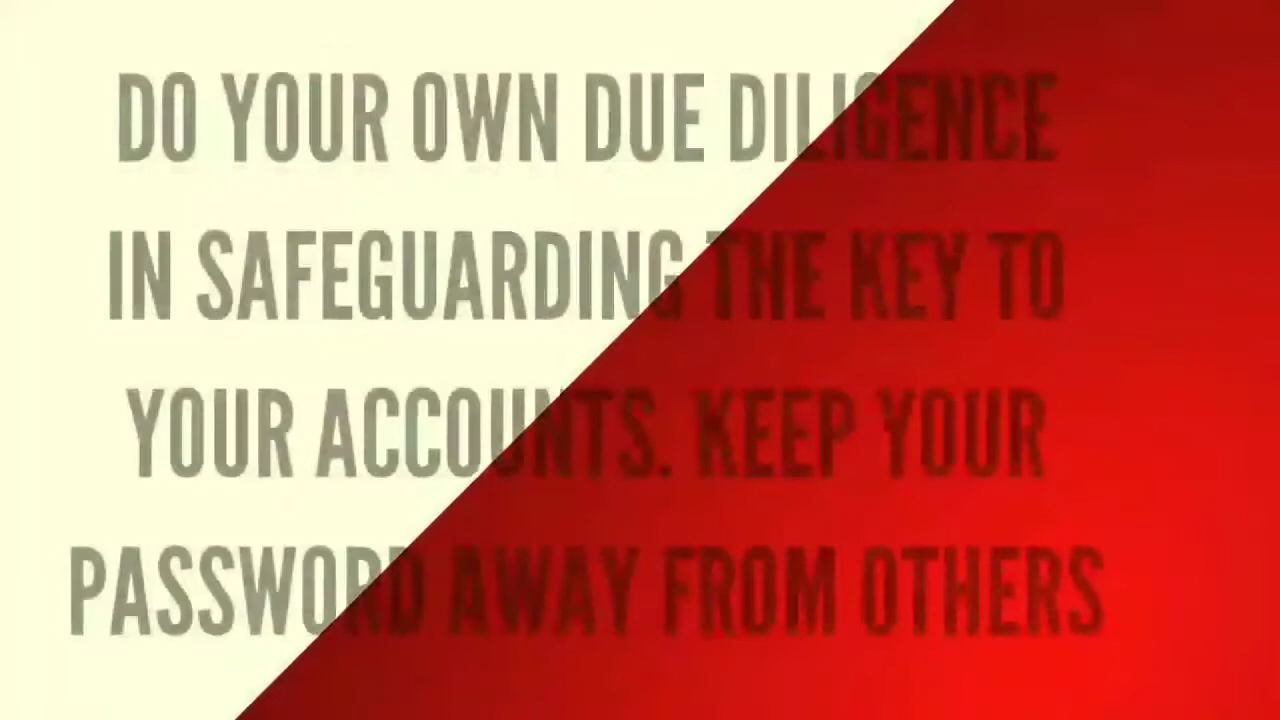 DO YOUR OWN DUE DILIGENCE
IN SAFEGUARDING THE KEY TO
YOUR ACCOUNTS. KEEP YOUR
PASSWORD AWAY FROM OTHERS